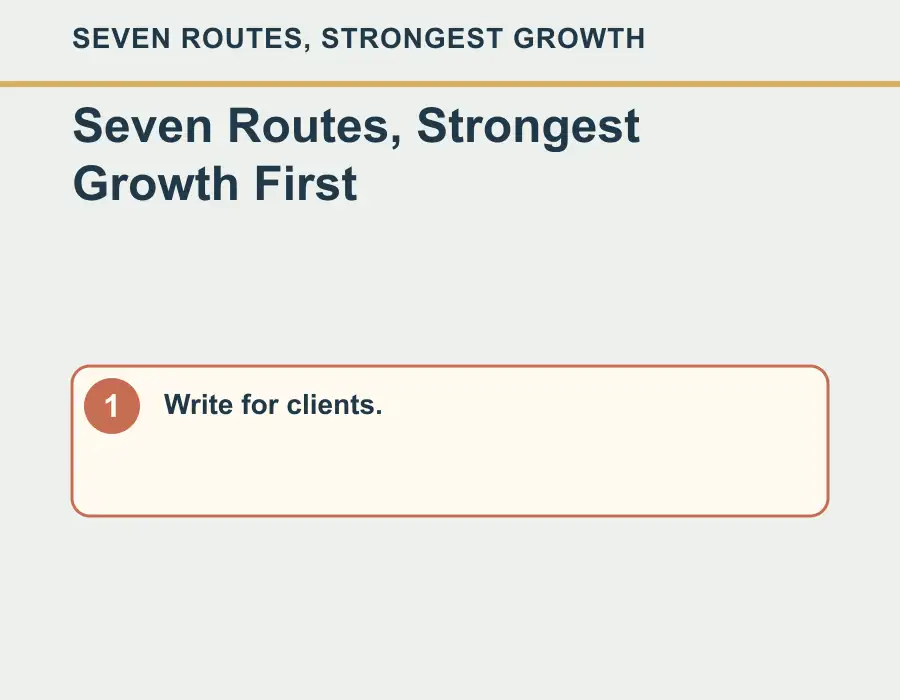 SEVEN ROUTES, STRONGEST GROWTH
Seven Routes, Strongest
Growth First
1
Write for clients.